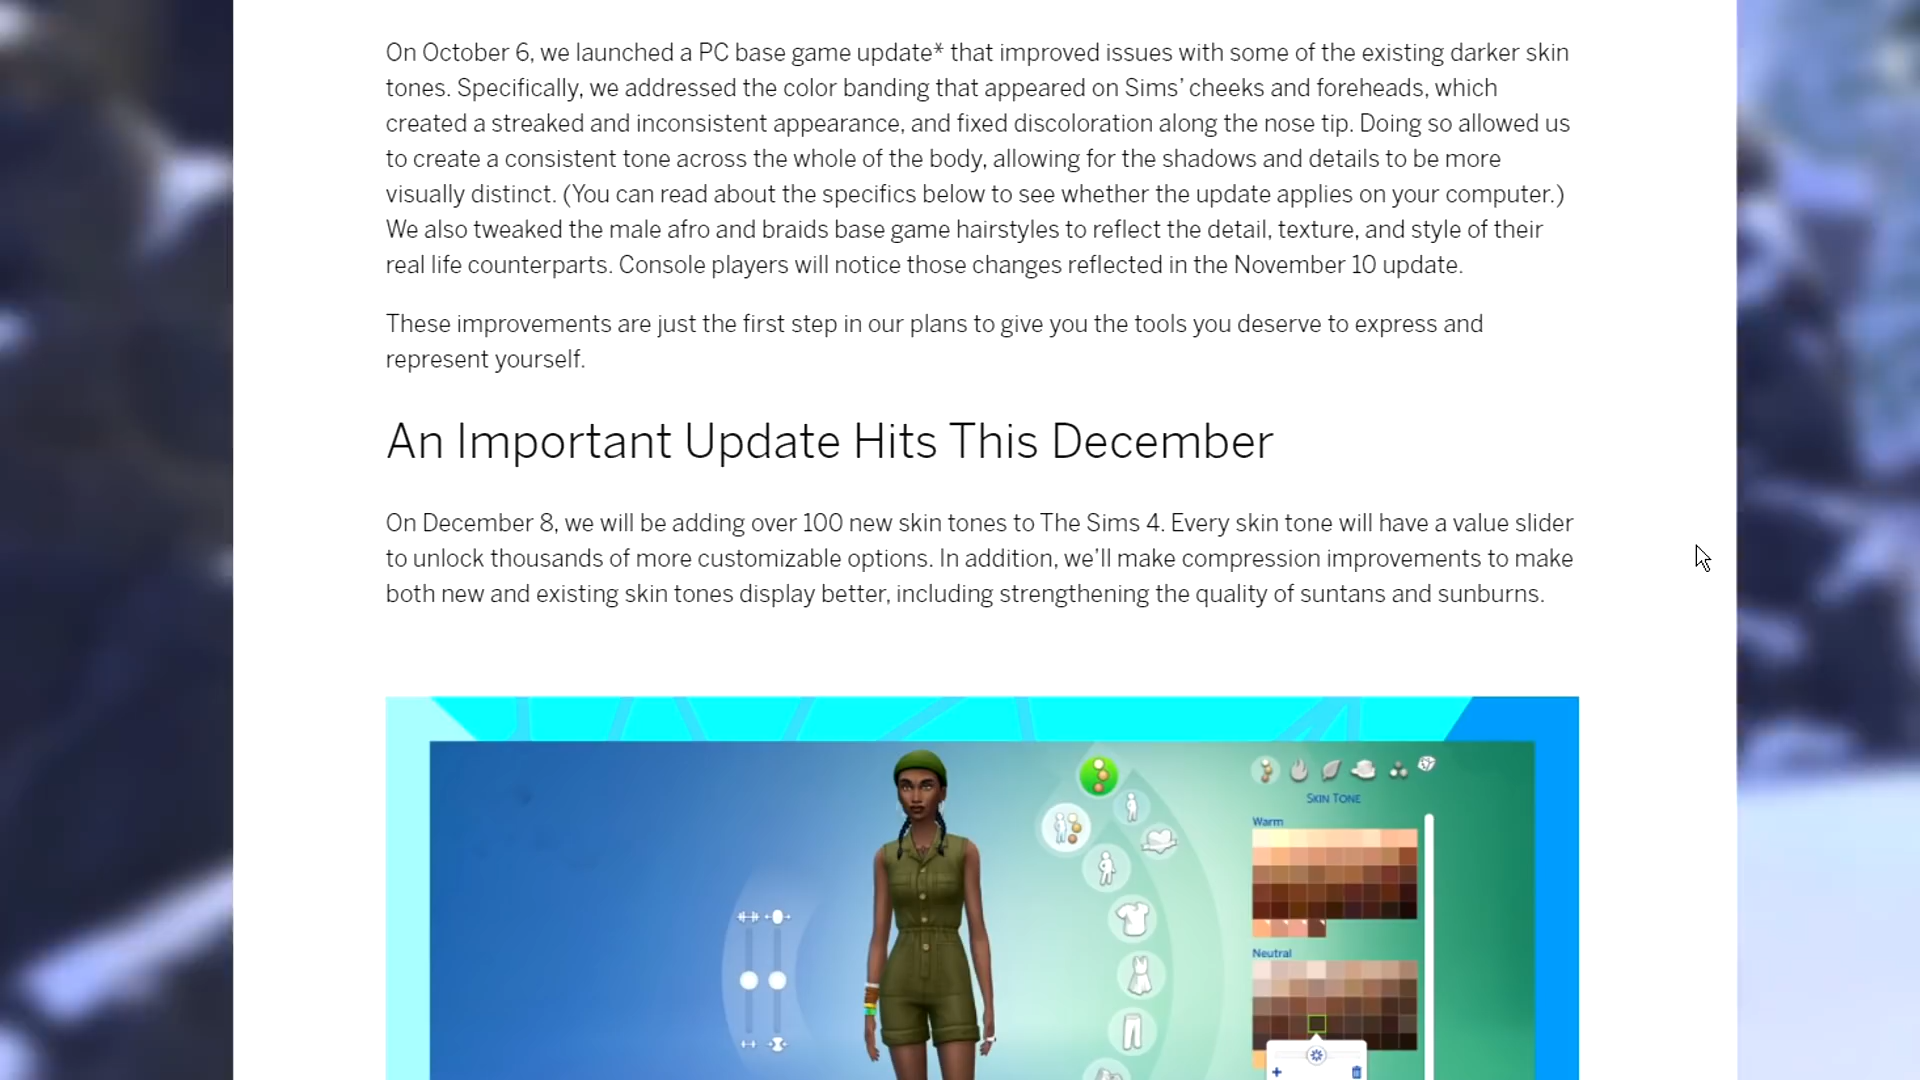 On October 6, we launched a PC base game update* that improved issues with some of the existing darker skin
tones. Specifically, we addressed the color banding that appeared on Sims’ cheeks and foreheads, which
created a streaked and inconsistent appearance, and fixed discoloration along the nose tip. Doing so allowed us
to create a consistent tone across the whole of the body, allowing for the shadows and details to be more
visually distinct. (You can read about the specifics below to see whether the update applies on your computer.)
We also tweaked the male afro and braids base game hairstyles to reflect the detail, texture, and style of their
real life counterparts. Console players will notice those changes reflected in the November 10 update.
These improvements are just the first step in our plans to give you the tools you deserve to express and
represent yourself.
An Important Update Hits This December
On December 8, we will be adding over 100 new skin tones to The Sims 4. Every skin tone will have a value slider
to unlock thousands of more customizable options. In addition, we’ll make compression improvements to make
both new and existing skin tones display better, including strengthening the quality of suntans and sunburns.
SKIN TONE
Warm
Neutral